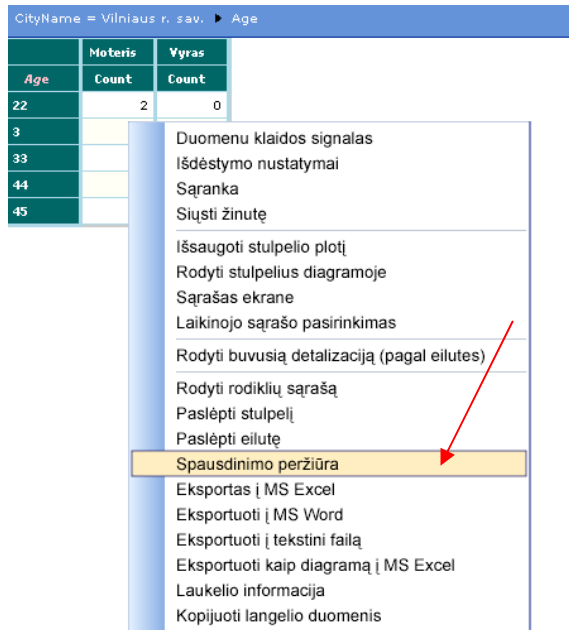 CityName = Vilniaus r. sav. ▶ Age
Moteris Vyras
Age Count Count
22 2 0
3
33
44
45
Duomenu klaidos signalas
Išdėstymo nustatymai
Sąranka
Siųsti žinutę
Išsaugoti stulpelio plotį
Rodyti stulpelius diagramoje
Sąrašas ekrane
Laikinojo sąrašo pasirinkimas
Rodyti buvusią detalizaciją (pagal eilutes)
Rodyti rodiklių sąrašą
Paslėpti stulpelį
Paslėpti eilutę
Spausdinimo peržiūra
Eksportas į MS Excel
Eksportuoti į MS Word
Eksportuoti į tekstini failą
Eksportuoti kaip diagramą į MS Excel
Laukelio informacija
Kopijuoti langelio duomenis